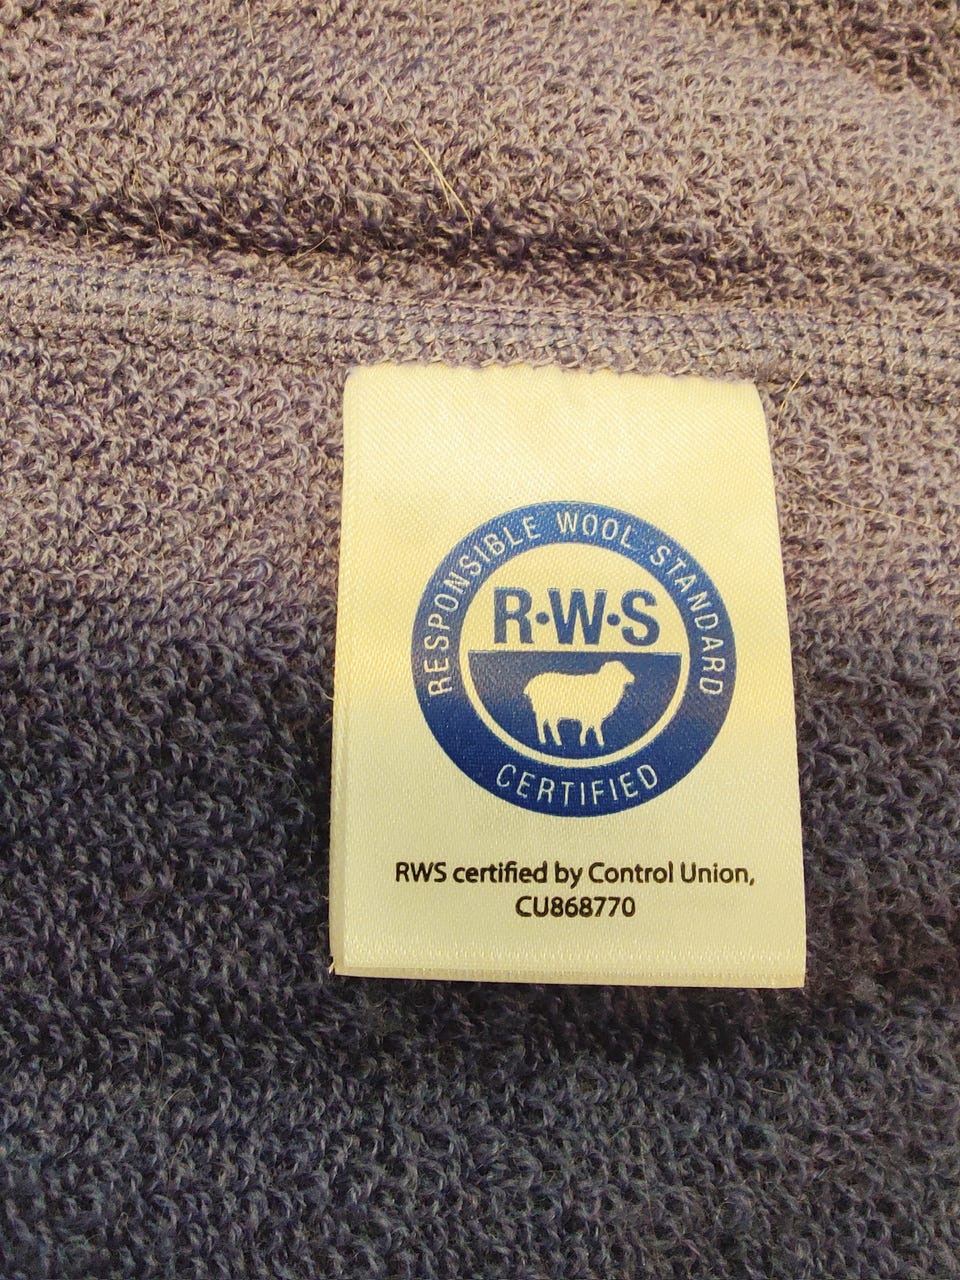 RESPONSIBLE WOOL STANDARD
R·W·S
CERTIFIED
RWS certified by Control Union,
CU868770